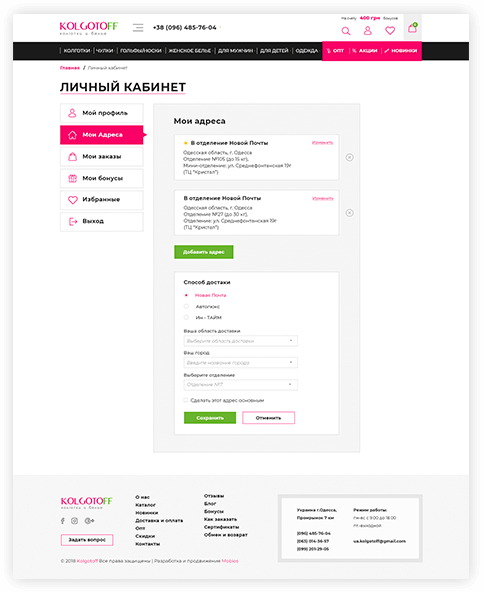 KOLGOTOFF
колготки & белье
+38 (096) 485-76-04
На счету 400 грн бонусов
КОЛГОТКИ
ЧУЛКИ
ГОЛЬФЫ/НОСКИ
ЖЕНСКОЕ БЕЛЬЕ
ДЛЯ МУЖЧИН
ДЛЯ ДЕТЕЙ
ОДЕЖДА
ОПТ
% АКЦИИ
НОВИНКИ
Главная / Личный кабинет
ЛИЧНЫЙ КАБИНЕТ
Мой профиль
Мои Адреса
Мои заказы
Мои бонусы
Избранные
Выход
Мои адреса
В отделение Новой Почты
Изменить
Одесская область, г. Одесса
Отделение №105 (до 15 кг),
Мини-отделение: ул. Среднефонтанская 19г
(ТЦ "Кристал")
В отделение Новой Почты
Изменить
Одесская область, г. Одесса
Отделение №27 (до 30 кг),
Отделение: ул. Среднефонтанская 19г
(ТЦ "Кристал")
Добавить адрес
Способ достаки
Новая Почта
Автолюкс
Ин - ТАЙМ
Ваша область доставки
Выберите область доставки
Ваш город
Введите название города
Выберите отделение
Отделение №?
Сделать этот адрес основным
Сохранить
Отменить
KOLGOTOFF
колготки & белье
Задать вопрос
О нас
Каталог
Новинки
Доставка и оплата
Опт
Скидки
Контакты
Отзывы
Блог
Бонусы
Как заказать
Сертификаты
Обмен и возврат
Украина г.Одесса,
Промрынок 7-км
(096) 485-76-04
(063) 014-36-57
(099) 201-29-05
Режим работы:
пн-вс с 9:00 до 18:00
пт-выходной
ua.kolgotoff@gmail.com
© 2018 Kolgotoff Все права защищены | Разработка и продвижение